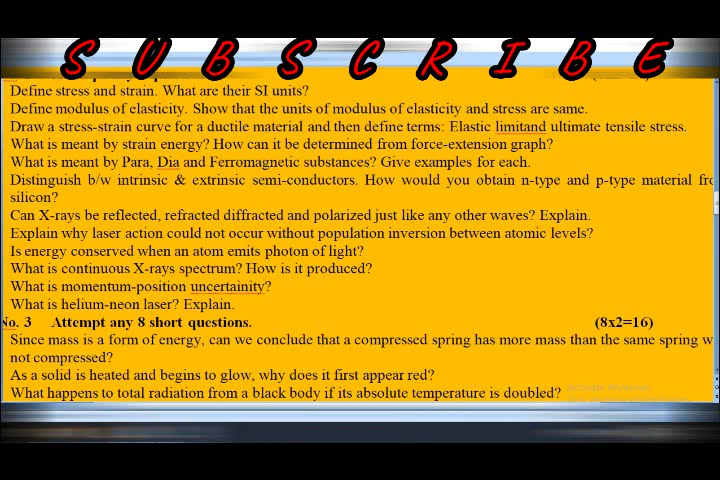 SUBSCRIBE
Define stress and strain. What are their SI units?
Define modulus of elasticity. Show that the units of modulus of elasticity and stress are same.
Draw a stress-strain curve for a ductile material and then define terms: Elastic limitand ultimate tensile stress.
What is meant by strain energy? How can it be determined from force-extension graph?
What is meant by Para, Dia and Ferromagnetic substances? Give examples for each.
Distinguish b/w intrinsic & extrinsic semi-conductors. How would you obtain n-type and p-type material fro
silicon?
Can X-rays be reflected, refracted diffracted and polarized just like any other waves? Explain.
Explain why laser action could not occur without population inversion between atomic levels?
Is energy conserved when an atom emits photon of light?
What is continuous X-rays spectrum? How is it produced?
What is momentum-position uncertainity?
What is helium-neon laser? Explain.
No. 3 Attempt any 8 short questions. (8x2=16)
Since mass is a form of energy, can we conclude that a compressed spring has more mass than the same spring w
not compressed?
As a solid is heated and begins to glow, why does it first appear red?
What happens to total radiation from a black body if its absolute temperature is doubled?